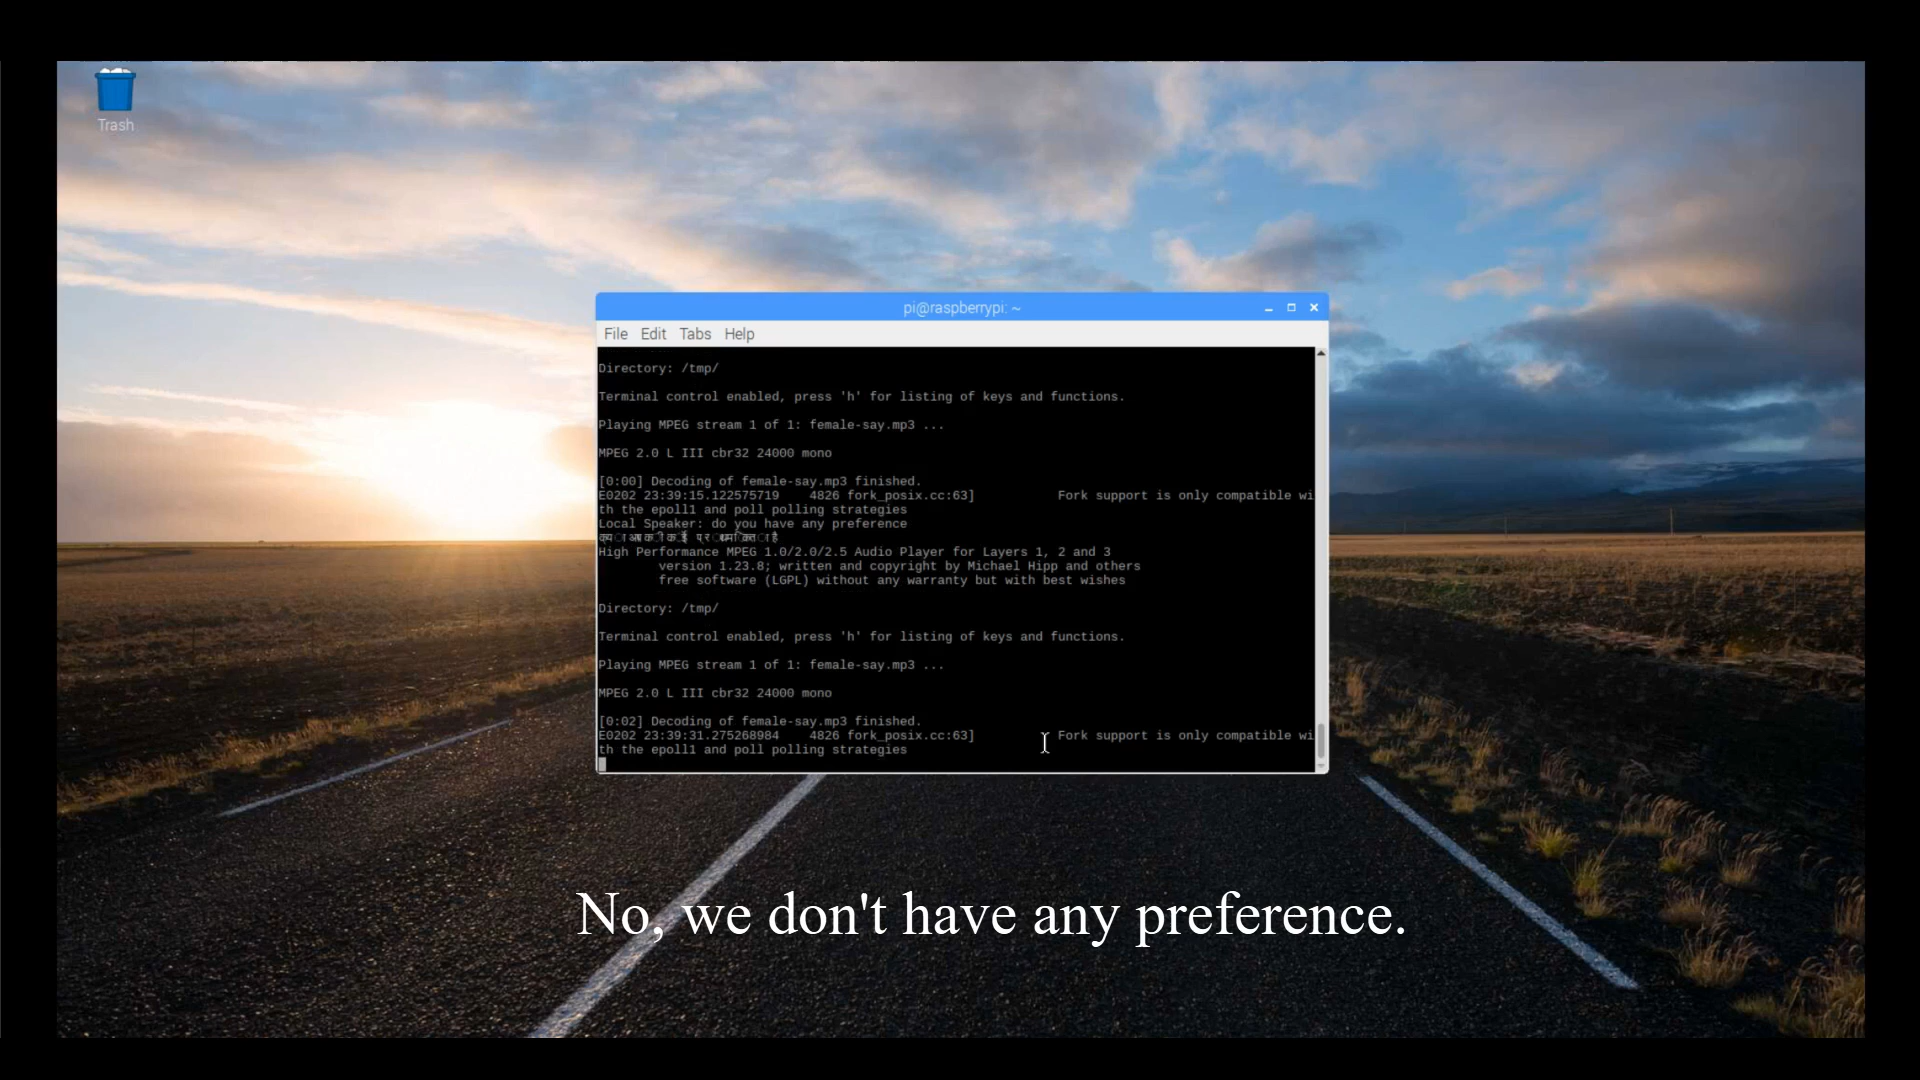 Trash
pi@raspberrypi: ~
File Edit Tabs Help
Directory: /tmp/
Terminal control enabled, press 'h' for listing of keys and functions.
Playing MPEG stream 1 of 1: female-say.mp3 ...
MPEG 2.0 L III cbr32 24000 mono
[0:00] Decoding of female-say.mp3 finished.
E0202 23:39:15.122575719    4826 fork_posix.cc:63]           Fork support is only compatible wi
th the epoll1 and poll polling strategies
Local Speaker: do you have any preference
क्या आपकी कोई प्राथमिकता है
High Performance MPEG 1.0/2.0/2.5 Audio Player for Layers 1, 2 and 3
version 1.23.8; written and copyright by Michael Hipp and others
free software (LGPL) without any warranty but with best wishes
Directory: /tmp/
Terminal control enabled, press 'h' for listing of keys and functions.
Playing MPEG stream 1 of 1: female-say.mp3 ...
MPEG 2.0 L III cbr32 24000 mono
[0:02] Decoding of female-say.mp3 finished.
E0202 23:39:31.275268984    4826 fork_posix.cc:63]           Fork support is only compatible wi
th the epoll1 and poll polling strategies
No, we don't have any preference.